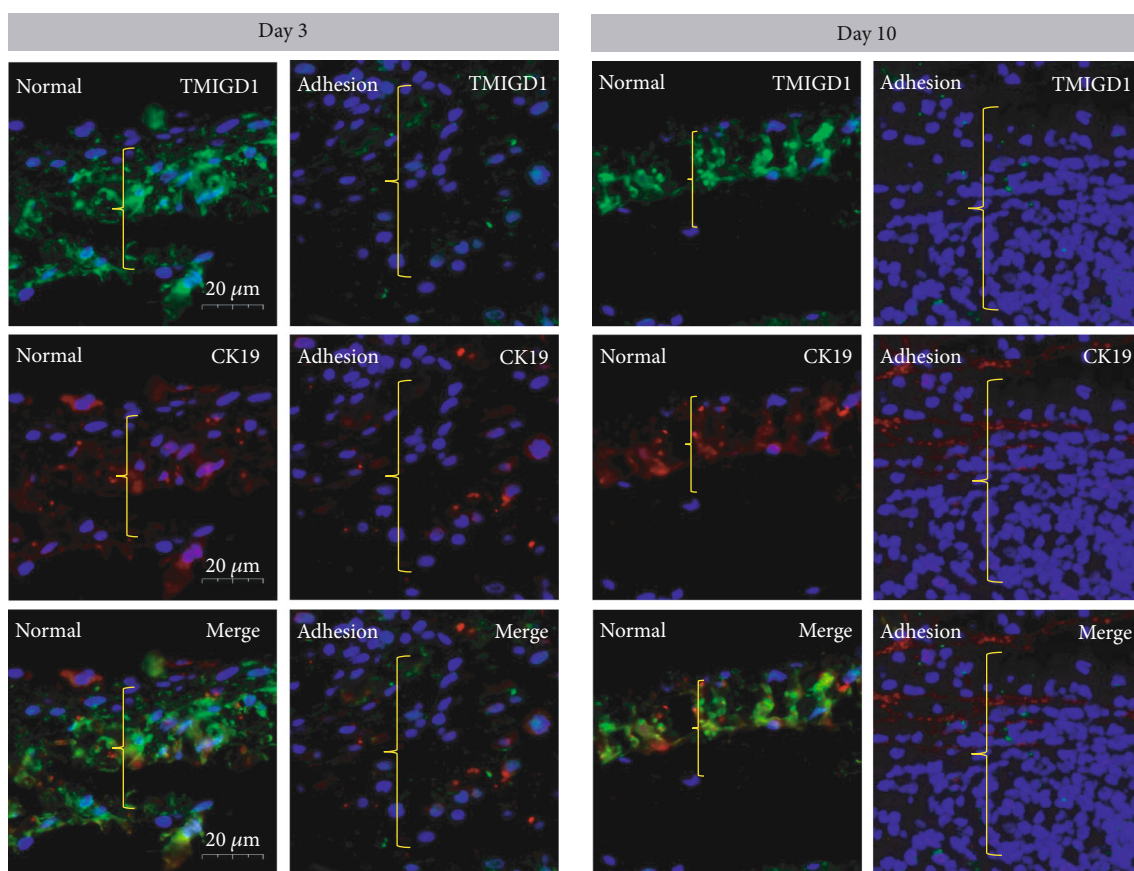 Day 3
Day 10
Normal TMIGD1
Adhesion TMIGD1
Normal TMIGD1
Adhesion TMIGD1
20 μm
Normal CK19
Adhesion CK19
Normal CK19
Adhesion CK19
20 μm
Normal Merge
Adhesion Merge
Normal Merge
Adhesion Merge
20 μm